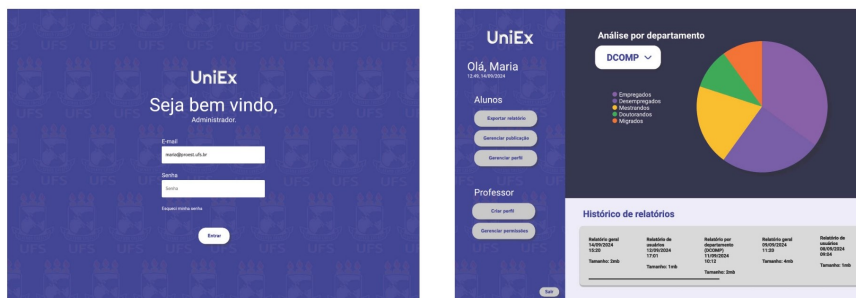 UniEx
Seja bem vindo,
Administrador.
E-mail
maria@proest.ufs.br
Senha
Senha
Esqueci minha senha
Entrar
UniEx
Olá, Maria
12:49, 14/09/2024
Alunos
Exportar relatório
Gerenciar publicação
Gerenciar perfil
Professor
Criar perfil
Gerenciar permissões
Sair
Análise por departamento
DCOMP
Empregados
Desempregados
Mestrandos
Doutorandos
Migrados
Histórico de relatórios
Relatório geral
14/09/2024
15:20
Tamanho: 2mb
Relatório de
usuários
12/09/2024
17:01
Tamanho: 1mb
Relatório por
departamento
(DCOMP)
11/09/2024
10:12
Tamanho: 2mb
Relatório geral
09/09/2024
11:20
Tamanho: 4mb
Relatório de
usuários
08/09/2024
09:54
Tamanho: 1mb